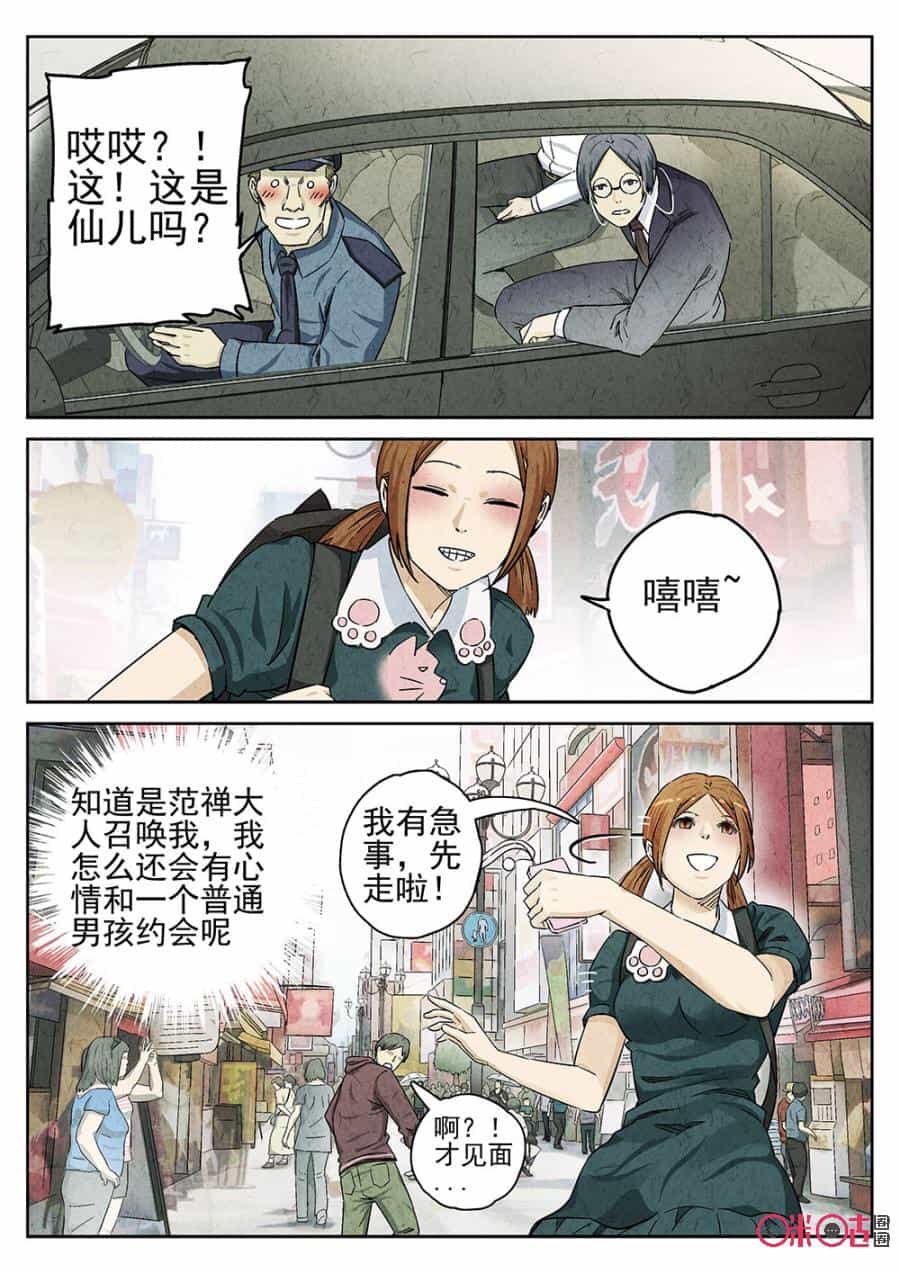 哎哎？！
这！这是
仙儿吗？
嘻嘻~
知道是范禅大
人召唤我，我
怎么还会有心
情和一个普通
男孩约会呢
我有急
事，先
走啦！
啊？！
才见面
...
咪咕圈圈